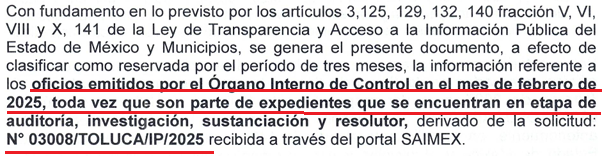 Con fundamento en lo previsto por los artículos 3,125, 129, 132, 140 fracción V, VI,
VIII y X, 141 de la Ley de Transparencia y Acceso a la Información Pública del
Estado de México y Municipios, se genera el presente documento, a efecto de
clasificar como reservada por el período de tres meses, la información referente a
los oficios emitidos por el Órgano Interno de Control en el mes de febrero de
2025, toda vez que son parte de expedientes que se encuentran en etapa de
auditoría, investigación, sustanciación y resolutor, derivado de la solicitud:
N° 03008/TOLUCA/IP/2025 recibida a través del portal SAIMEX.